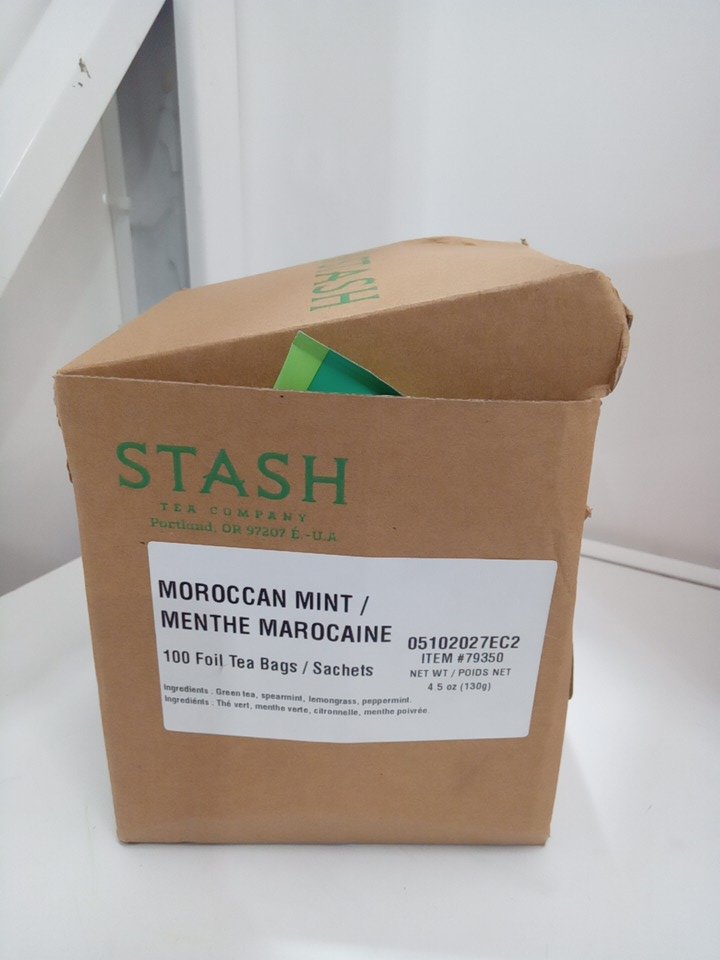 STASH
STASH
TEA COMPANY
Portland, OR 97207 É.-U.A
MOROCCAN MINT /
MENTHE MAROCAINE
100 Foil Tea Bags / Sachets
05102027EC2
ITEM #79350
NET WT / POIDS NET
4.5 oz (130g)
Ingredients : Green tea, spearmint, lemongrass, peppermint.
Ingrédients : Thé vert, menthe verte, citronnelle, menthe poivrée.